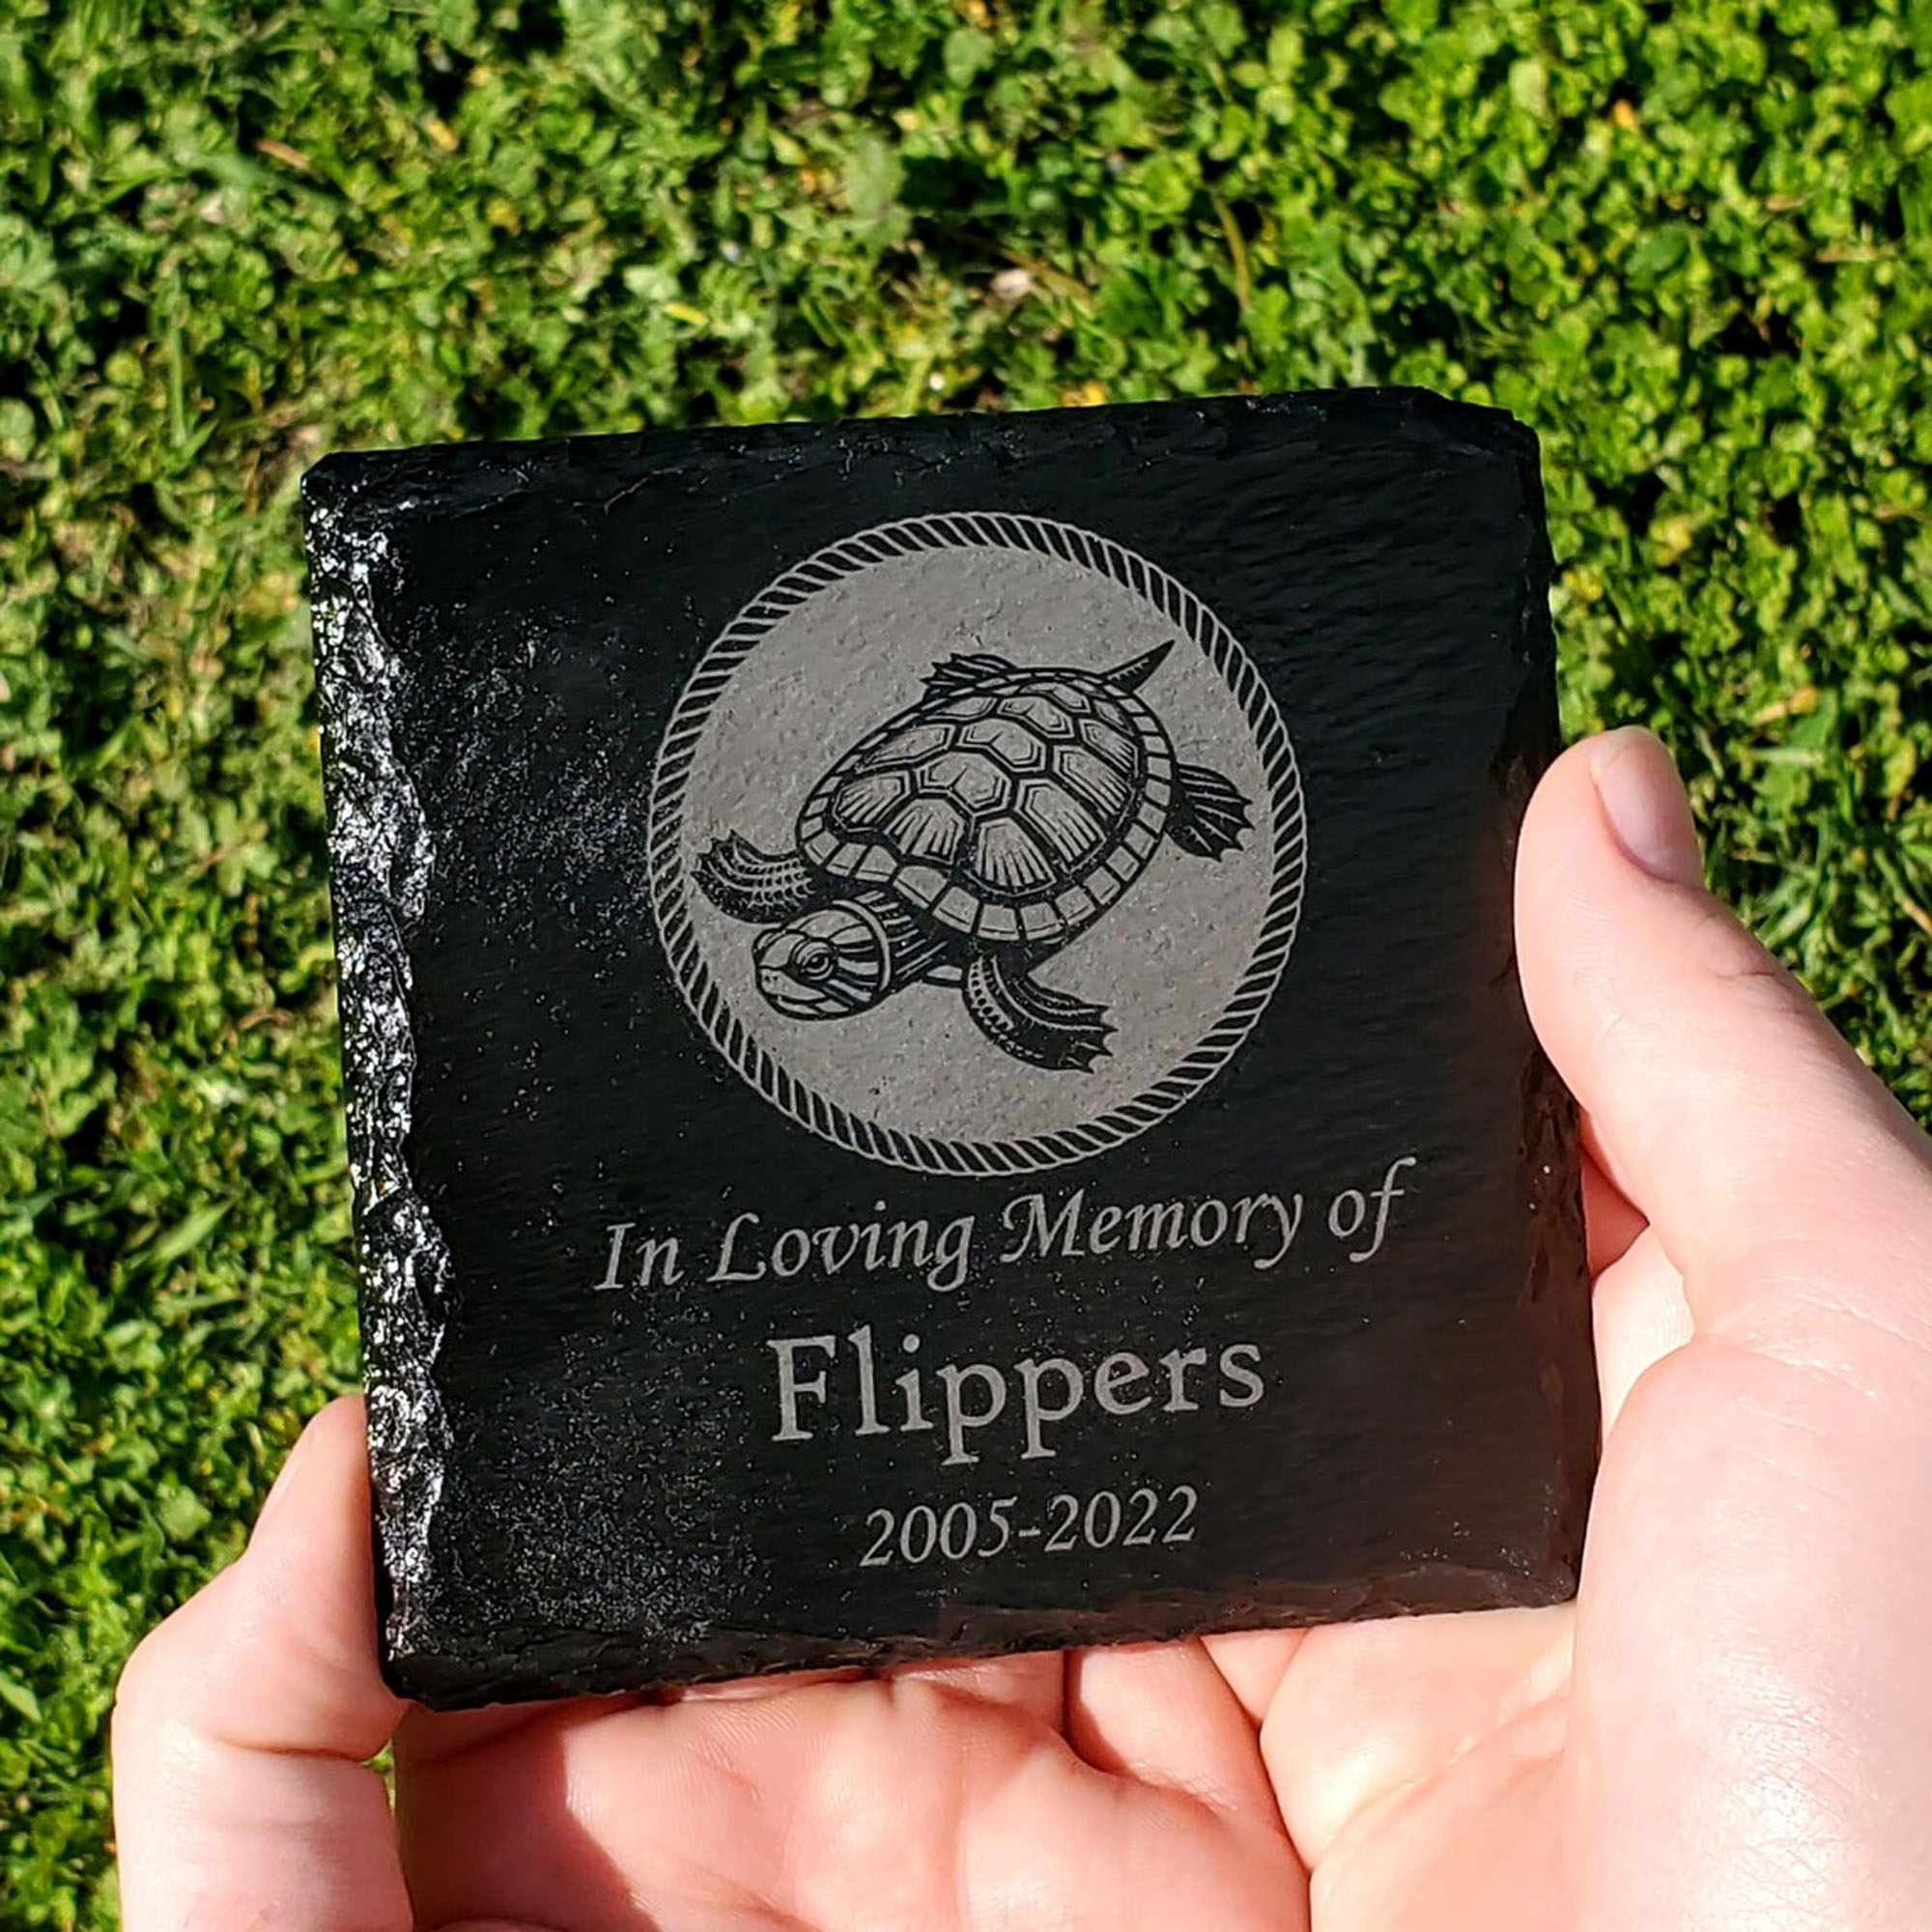 In Loving Memory of
Flippers
2005-2022